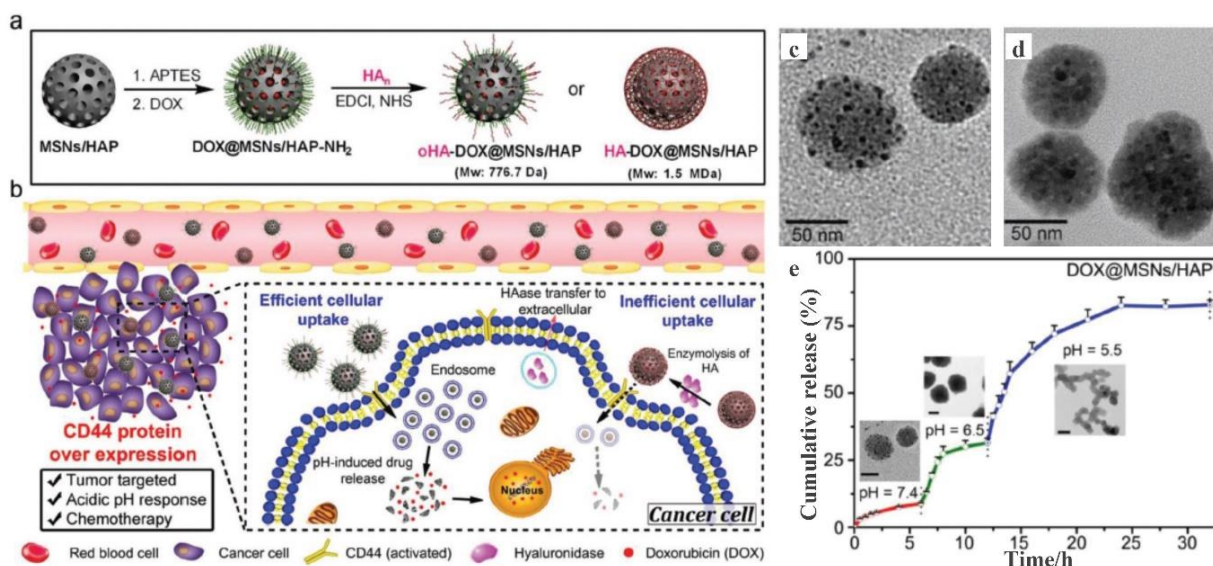 a
MSNs/HAP
1. APTES
2. DOX
DOX@MSNs/HAP-NH₂
HAₙ
EDCI, NHS
oHA-DOX@MSNs/HAP
(Mw: 776.7 Da)
or
HA-DOX@MSNs/HAP
(Mw: 1.5 MDa)
b
CD44 protein
over expression
✓ Tumor targeted
✓ Acidic pH response
✓ Chemotherapy
Efficient cellular
uptake
HAase transfer to
extracellular
Inefficient cellular
uptake
Enzymolysis of
HA
Endosome
pH-induced drug
release
Nucleus
Cancer cell
Red blood cell
Cancer cell
CD44 (activated)
Hyaluronidase
Doxorubicin (DOX)
c
50 nm
d
50 nm
e
DOX@MSNs/HAP
Cumulative release (%)
100
75
50
25
0
pH = 7.4
pH = 6.5
pH = 5.5
0
5
10
15
20
25
30
Time/h